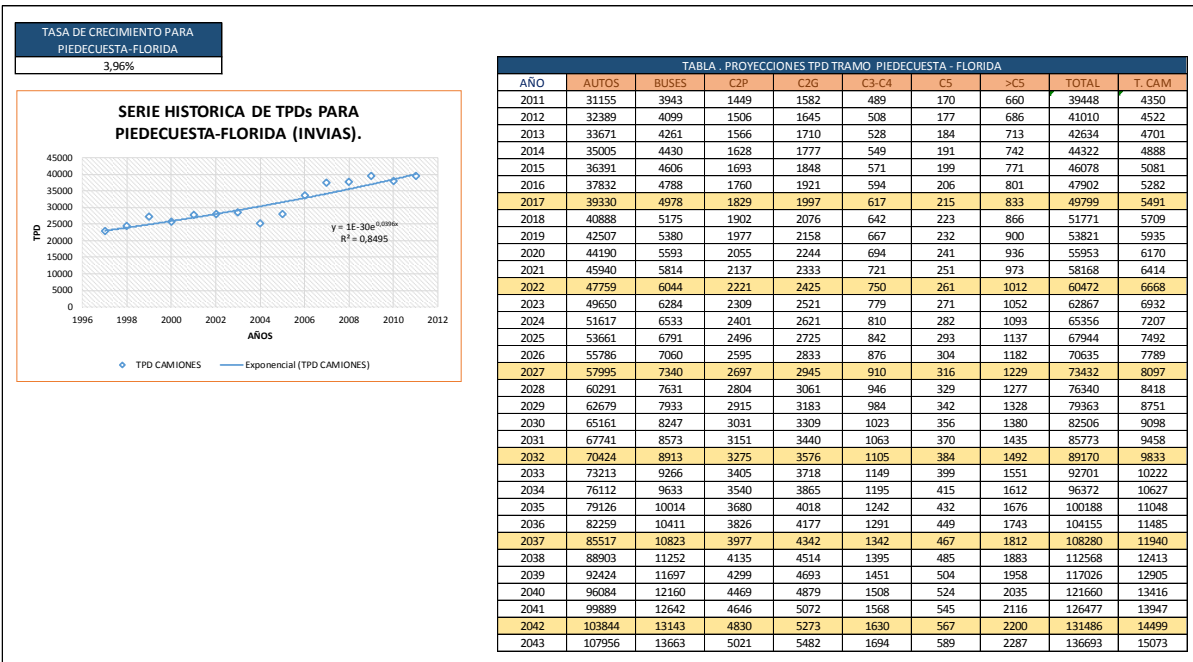 TASA DE CRECIMIENTO PARA
PIEDECUESTA-FLORIDA
3,96%
SERIE HISTORICA DE TPDs PARA
PIEDECUESTA-FLORIDA (INVIAS).
45000
40000
35000
30000
25000
20000
15000
10000
5000
0
TPD
y = 1E-30e^0,0396x
R² = 0,8495
1996 1998 2000 2002 2004 2006 2008 2010 2012
AÑOS
TPD CAMIONES Exponencial (TPD CAMIONES)
TABLA . PROYECCIONES TPD TRAMO PIEDECUESTA - FLORIDA
AÑO AUTOS BUSES C2P C2G C3-C4 C5 >C5 TOTAL T. CAM
2011 31155 3943 1449 1582 489 170 660 39448 4350
2012 32389 4099 1506 1645 508 177 686 41010 4522
2013 33671 4261 1566 1710 528 184 713 42634 4701
2014 35005 4430 1628 1777 549 191 742 44322 4888
2015 36391 4606 1693 1848 571 199 771 46078 5081
2016 37832 4788 1760 1921 594 206 801 47902 5282
2017 39330 4978 1829 1997 617 215 833 49799 5491
2018 40888 5175 1902 2076 642 223 866 51771 5709
2019 42507 5380 1977 2158 667 232 900 53821 5935
2020 44190 5593 2055 2244 694 241 936 55953 6170
2021 45940 5814 2137 2333 721 251 973 58168 6414
2022 47759 6044 2221 2425 750 261 1012 60472 6668
2023 49650 6284 2309 2521 779 271 1052 62867 6932
2024 51617 6533 2401 2621 810 282 1093 65356 7207
2025 53661 6791 2496 2725 842 293 1137 67944 7492
2026 55786 7060 2595 2833 876 304 1182 70635 7789
2027 57995 7340 2697 2945 910 316 1229 73432 8097
2028 60291 7631 2804 3061 946 329 1277 76340 8418
2029 62679 7933 2915 3183 984 342 1328 79363 8751
2030 65161 8247 3031 3309 1023 356 1380 82506 9098
2031 67741 8573 3151 3440 1063 370 1435 85773 9458
2032 70424 8913 3275 3576 1105 384 1492 89170 9833
2033 73213 9266 3405 3718 1149 399 1551 92701 10222
2034 76112 9633 3540 3865 1195 415 1612 96372 10627
2035 79126 10014 3680 4018 1242 432 1676 100188 11048
2036 82259 10411 3826 4177 1291 449 1743 104155 11485
2037 85517 10823 3977 4342 1342 467 1812 108280 11940
2038 88903 11252 4135 4514 1395 485 1883 112568 12413
2039 92424 11697 4299 4693 1451 504 1958 117026 12905
2040 96084 12160 4469 4879 1508 524 2035 121660 13416
2041 99889 12642 4646 5072 1568 545 2116 126477 13947
2042 103844 13143 4830 5273 1630 567 2200 131486 14499
2043 107956 13663 5021 5482 1694 589 2287 136693 15073